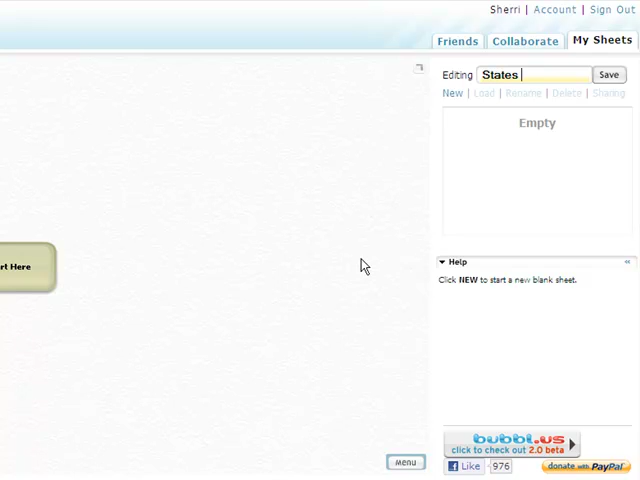 Sherri | Account | Sign Out
Friends
Collaborate
My Sheets
Editing
States
Save
New | Load | Rename | Delete | Sharing
Empty
rt Here
Help
«
Click NEW to start a new blank sheet.
bubbl.us
click to check out 2.0 beta
Menu
Like
976
donate with PayPal